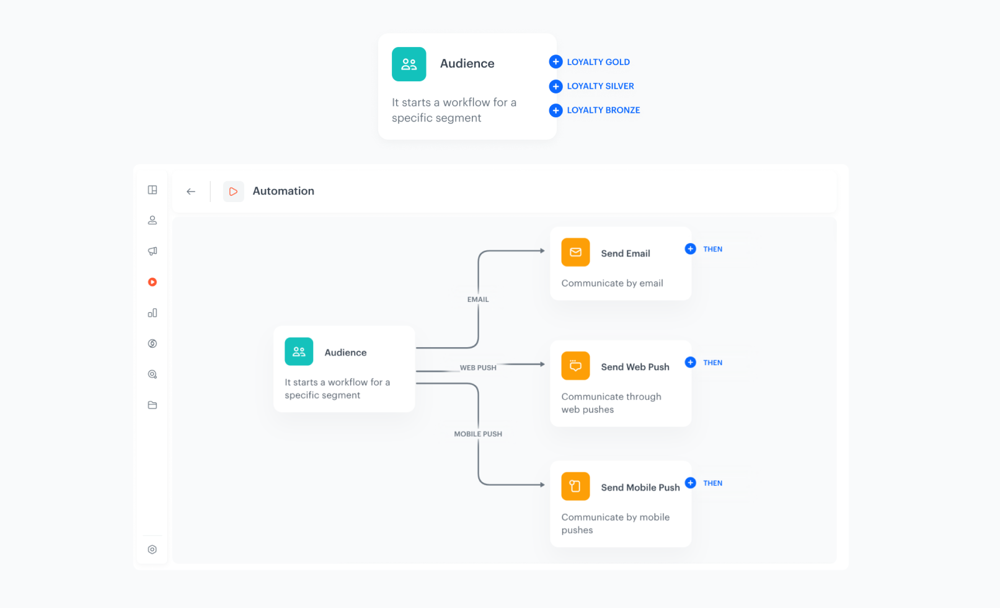 Audience
LOYALTY GOLD
LOYALTY SILVER
It starts a workflow for a
specific segment
LOYALTY BRONZE
Automation
Send Email
THEN
Communicate by email
EMAIL
Audience
It starts a workflow for a
specific segment
WEB PUSH
Send Web Push
THEN
Communicate through
web pushes
MOBILE PUSH
Send Mobile Push
THEN
Communicate by mobile
pushes